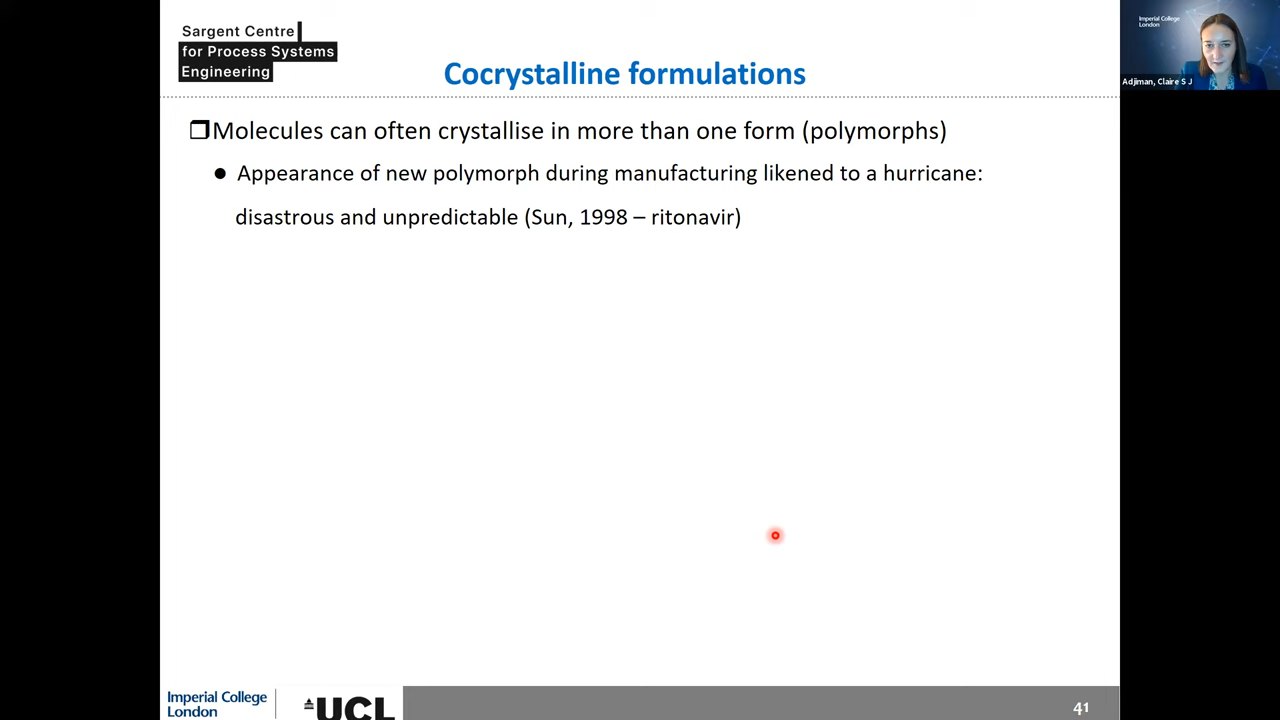 Sargent Centre
for Process Systems
Engineering
Cocrystalline formulations
Imperial College
London
Adjiman, Claire S J
Molecules can often crystallise in more than one form (polymorphs)
Appearance of new polymorph during manufacturing likened to a hurricane:
disastrous and unpredictable (Sun, 1998 – ritonavir)
Imperial College
London
UCL
41